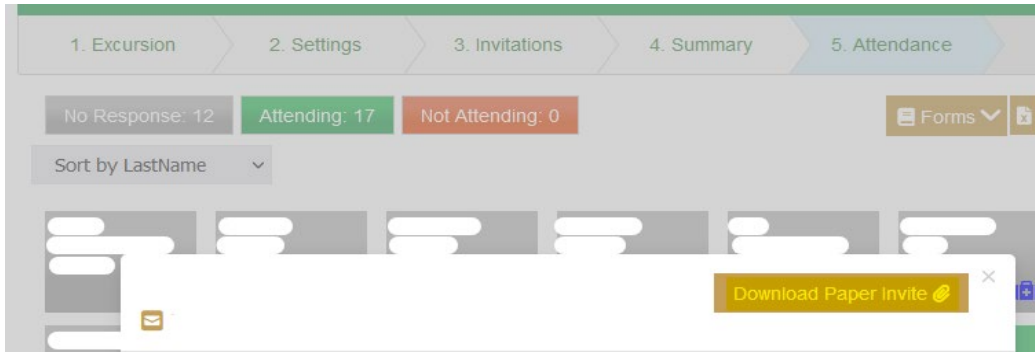 1. Excursion 2. Settings 3. Invitations 4. Summary 5. Attendance
No Response: 12 Attending: 17 Not Attending: 0 Forms
Sort by LastName
Download Paper Invite